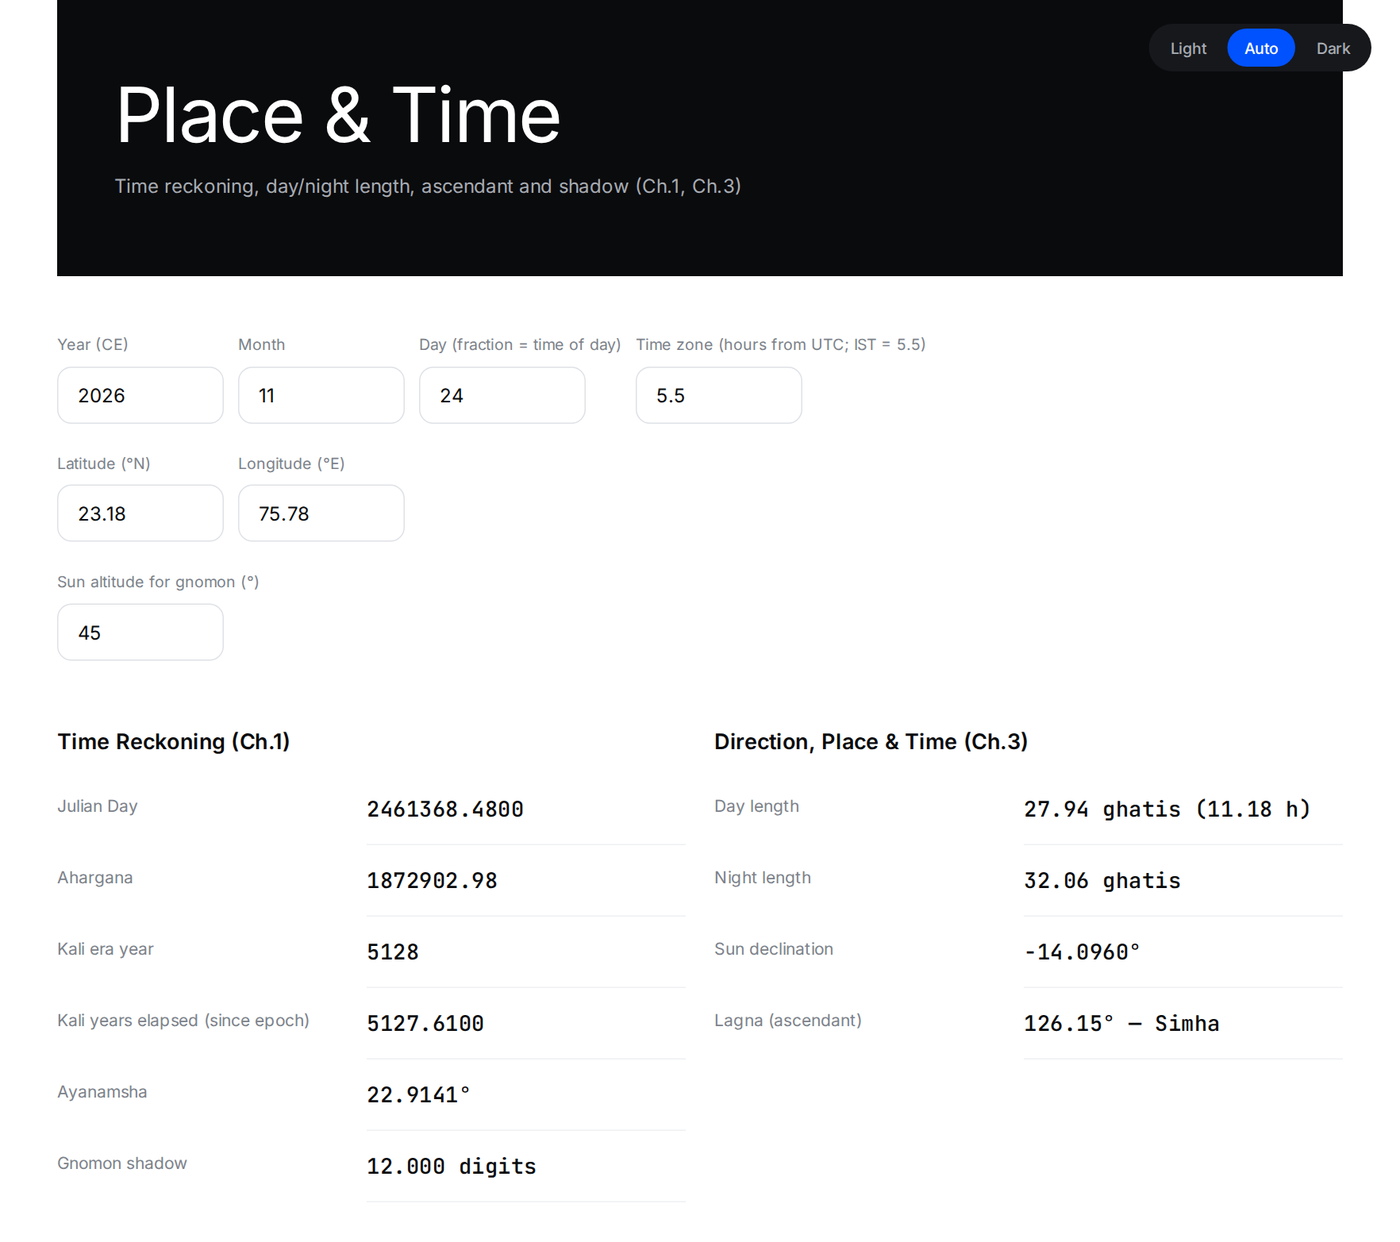 Light Auto Dark
Place & Time
Time reckoning, day/night length, ascendant and shadow (Ch.1, Ch.3)
Year (CE) Month Day (fraction = time of day) Time zone (hours from UTC; IST = 5.5)
2026 11 24 5.5
Latitude (°N) Longitude (°E)
23.18 75.78
Sun altitude for gnomon (°)
45
Time Reckoning (Ch.1)
Julian Day 2461368.4800
Ahargana 1872902.98
Kali era year 5128
Kali years elapsed (since epoch) 5127.6100
Ayanamsha 22.9141°
Gnomon shadow 12.000 digits
Direction, Place & Time (Ch.3)
Day length 27.94 ghatis (11.18 h)
Night length 32.06 ghatis
Sun declination -14.0960°
Lagna (ascendant) 126.15° — Simha